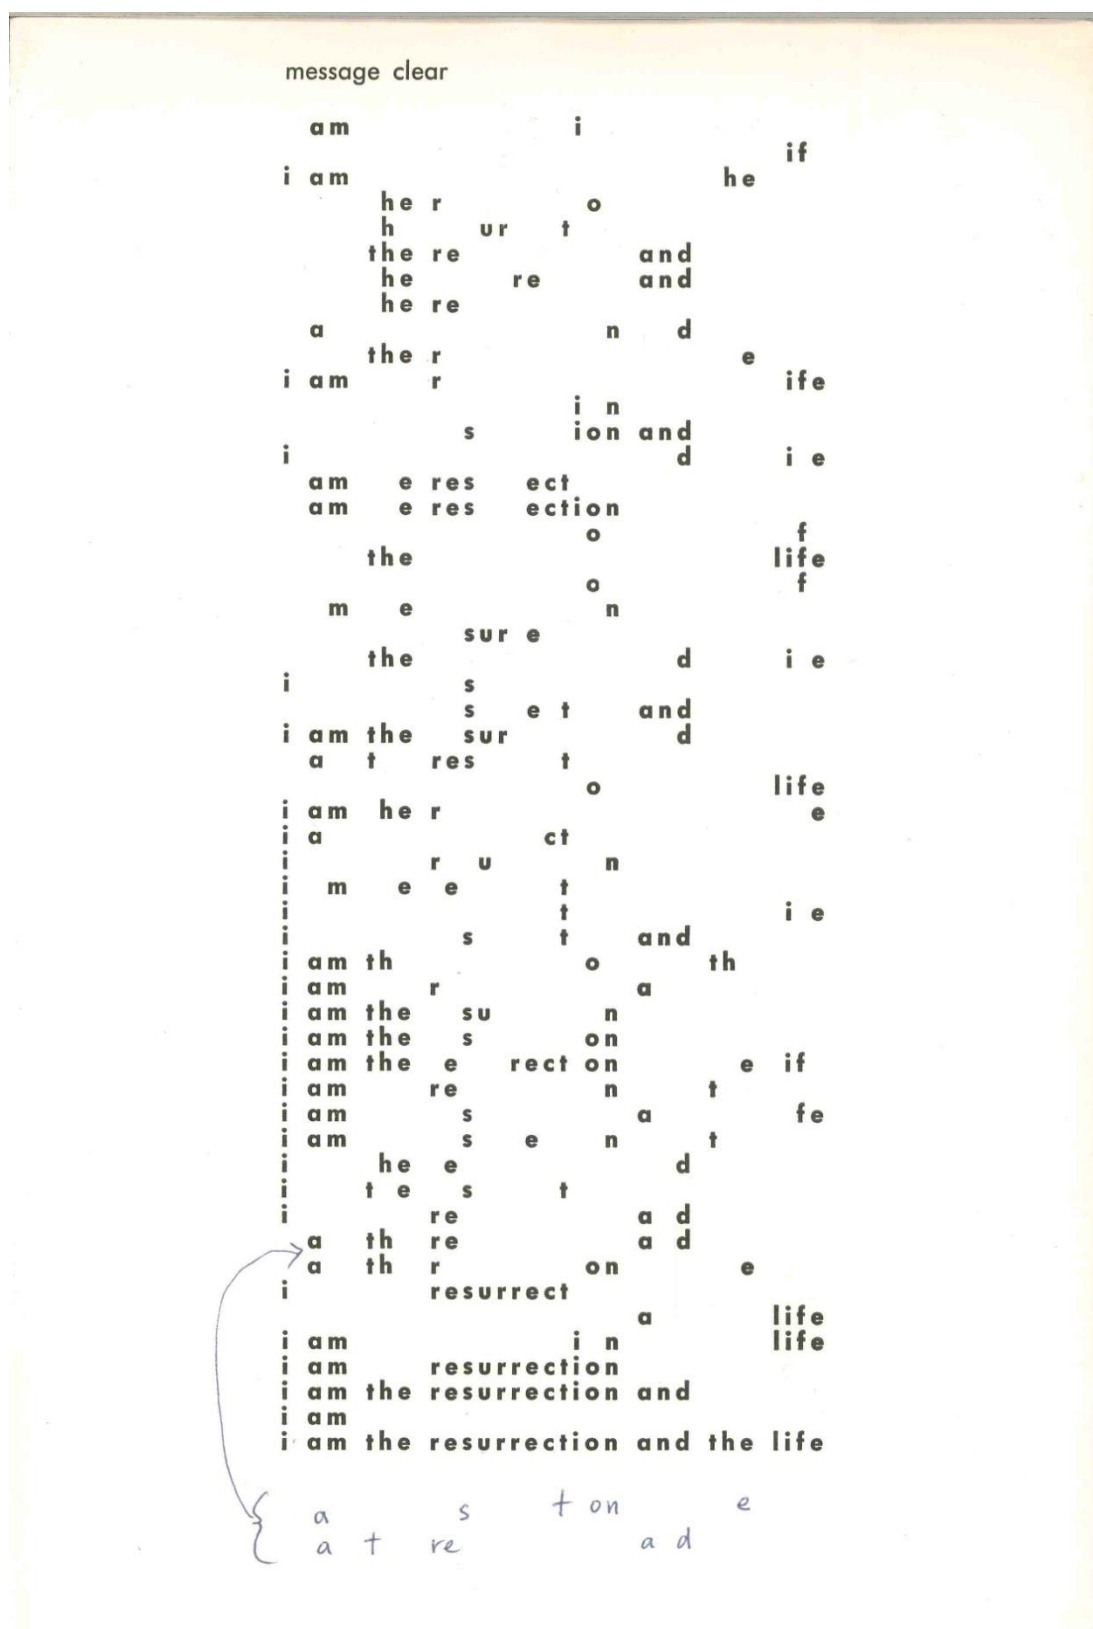 message clear
am i
if
i am he
he r o
h ur t
the re and
he re and
he re
a n d
the r e
i am r ife
i n
s ion and
i d i e
am e res ect
am e res ection
o f
the life
o f
m e n
sur e
the d i e
i s
s e t and
i am the sur d
a t res t
o life
i am he r e
i a ct
i r u n
i m e e t
i t i e
i s t and
i am th o th
i am r a
i am the su n
i am the s on
i am the e rect on e if
i am re n t
i am s a fe
i am s e n t
i he e d
i t e s t
i re a d
a th re a d
a th r on e
i resurrect
a life
i am i n life
i am resurrection
i am the resurrection and
i am
i am the resurrection and the life
a s t on e
a t re a d